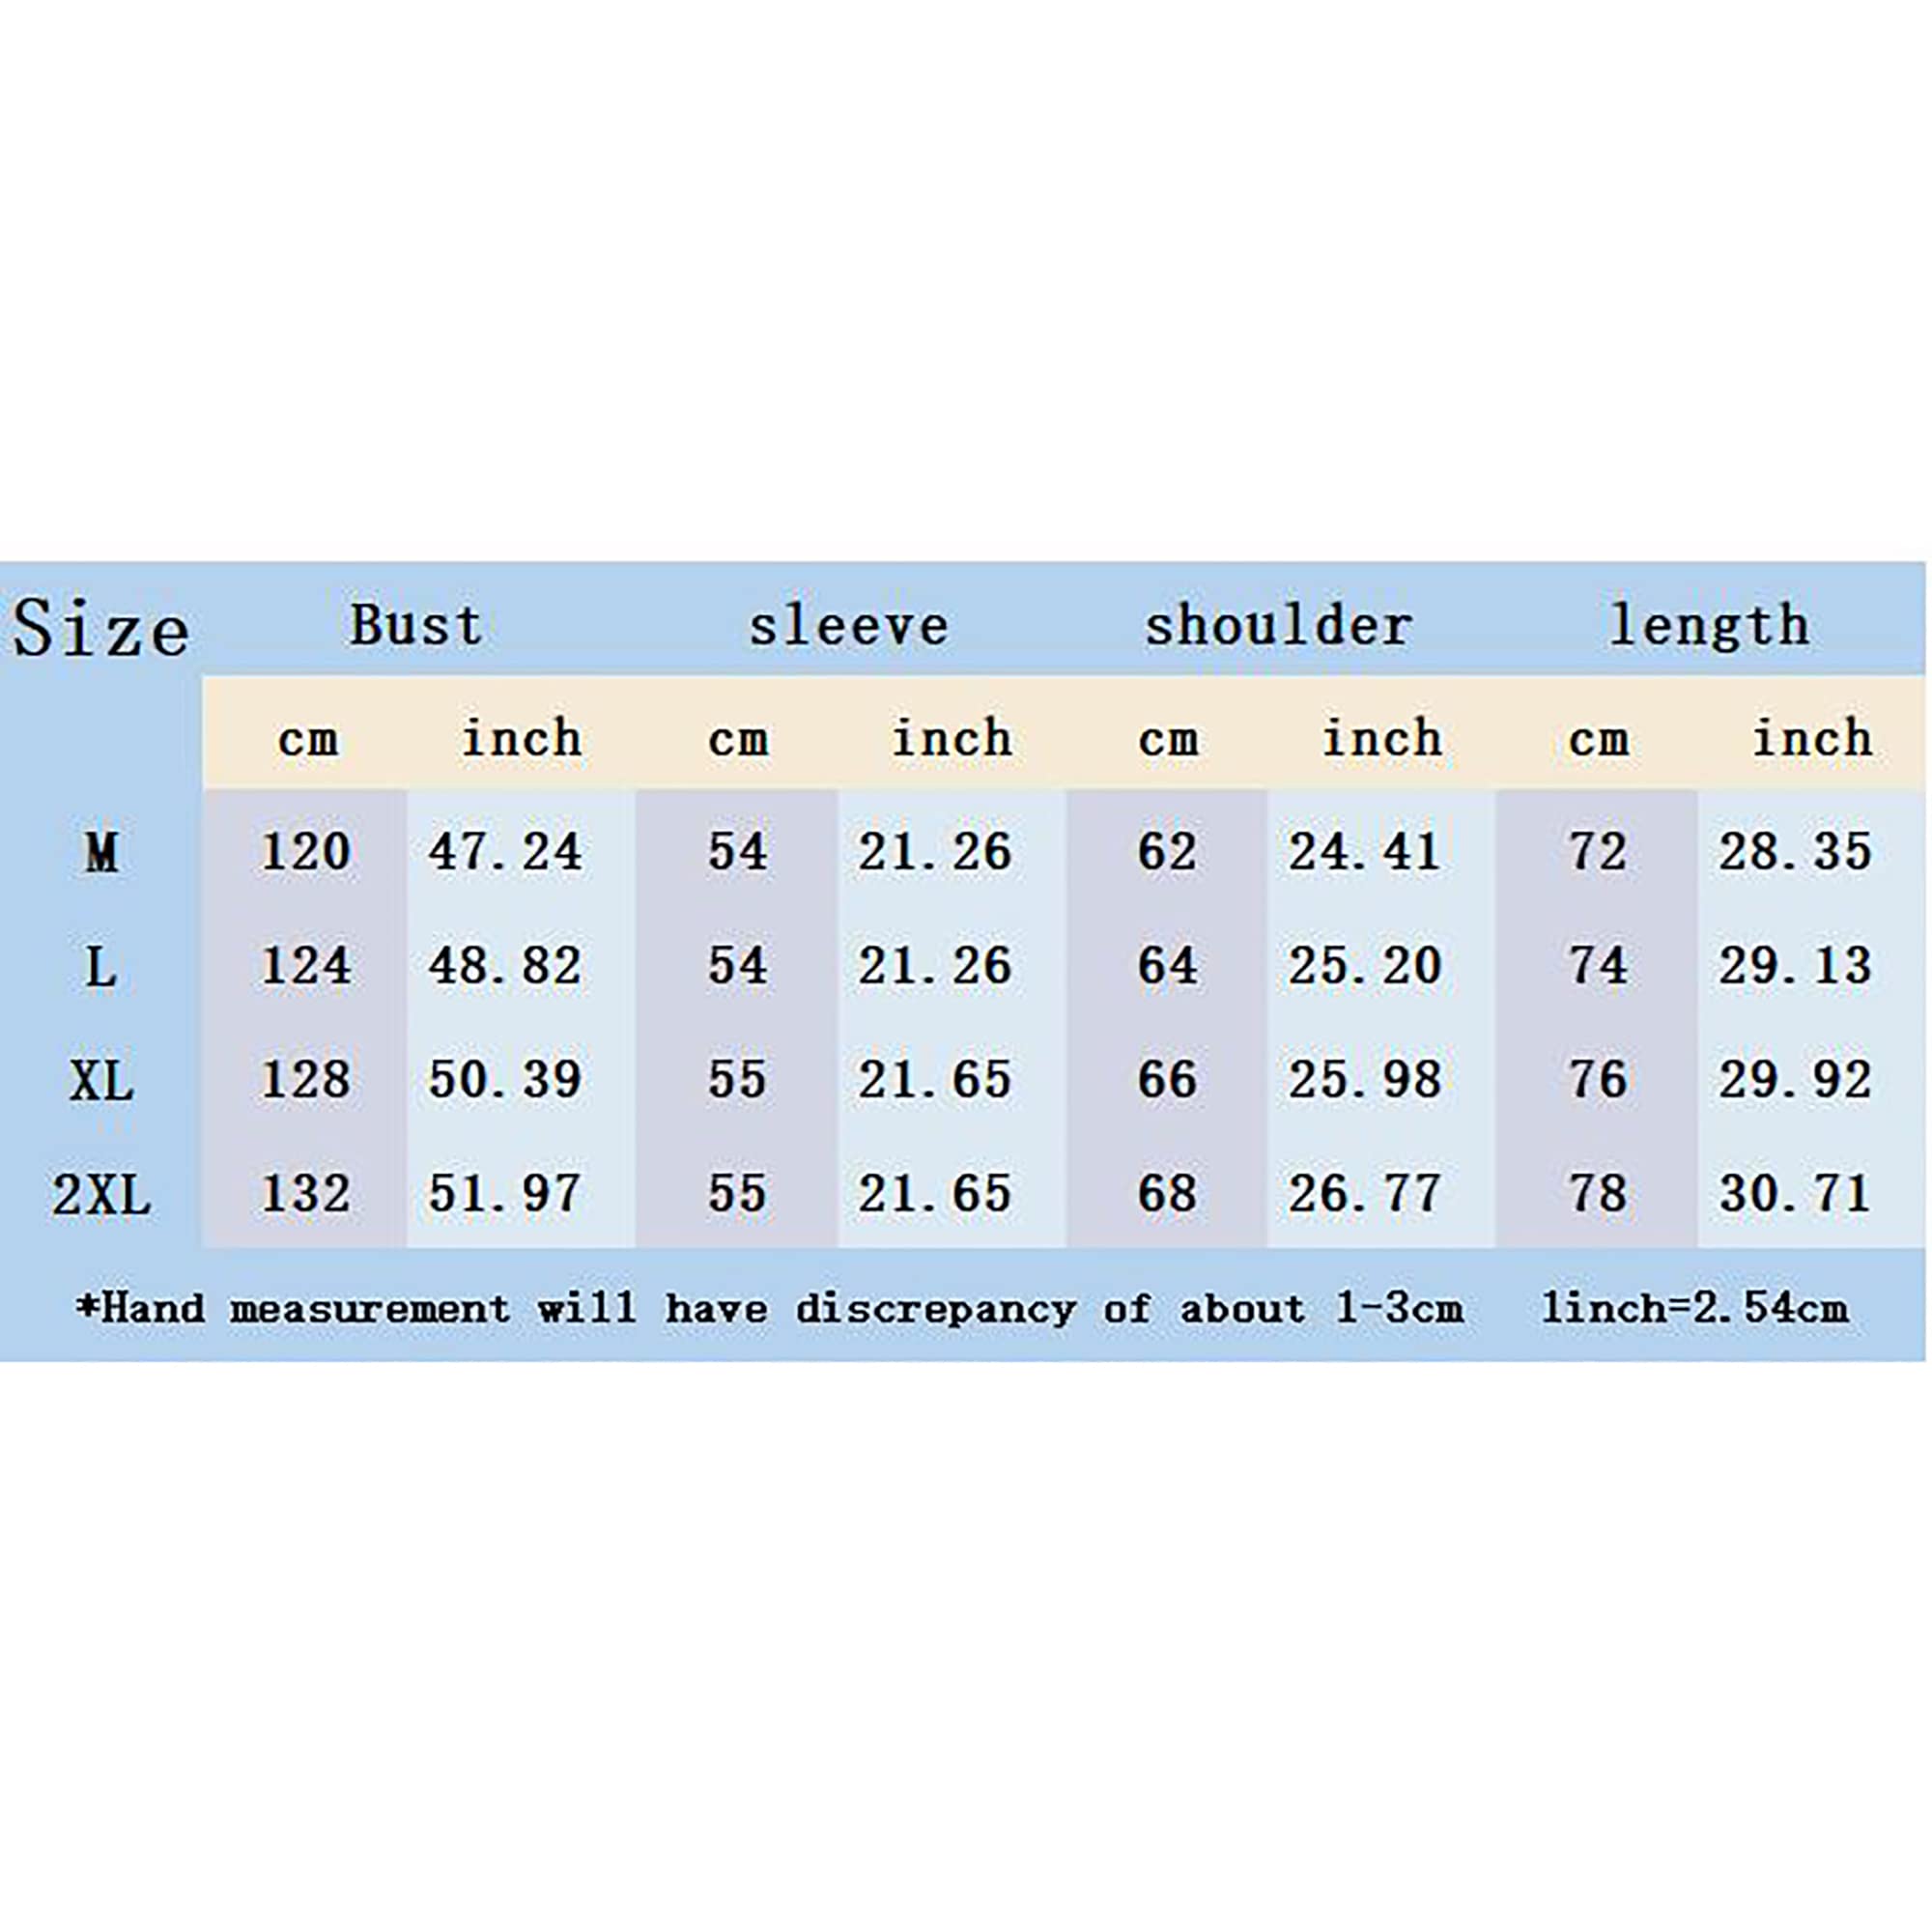 Size Bust sleeve shoulder length
cm inch cm inch cm inch cm inch
M 120 47.24 54 21.26 62 24.41 72 28.35
L 124 48.82 54 21.26 64 25.20 74 29.13
XL 128 50.39 55 21.65 66 25.98 76 29.92
2XL 132 51.97 55 21.65 68 26.77 78 30.71
*Hand measurement will have discrepancy of about 1-3cm 1inch=2.54cm